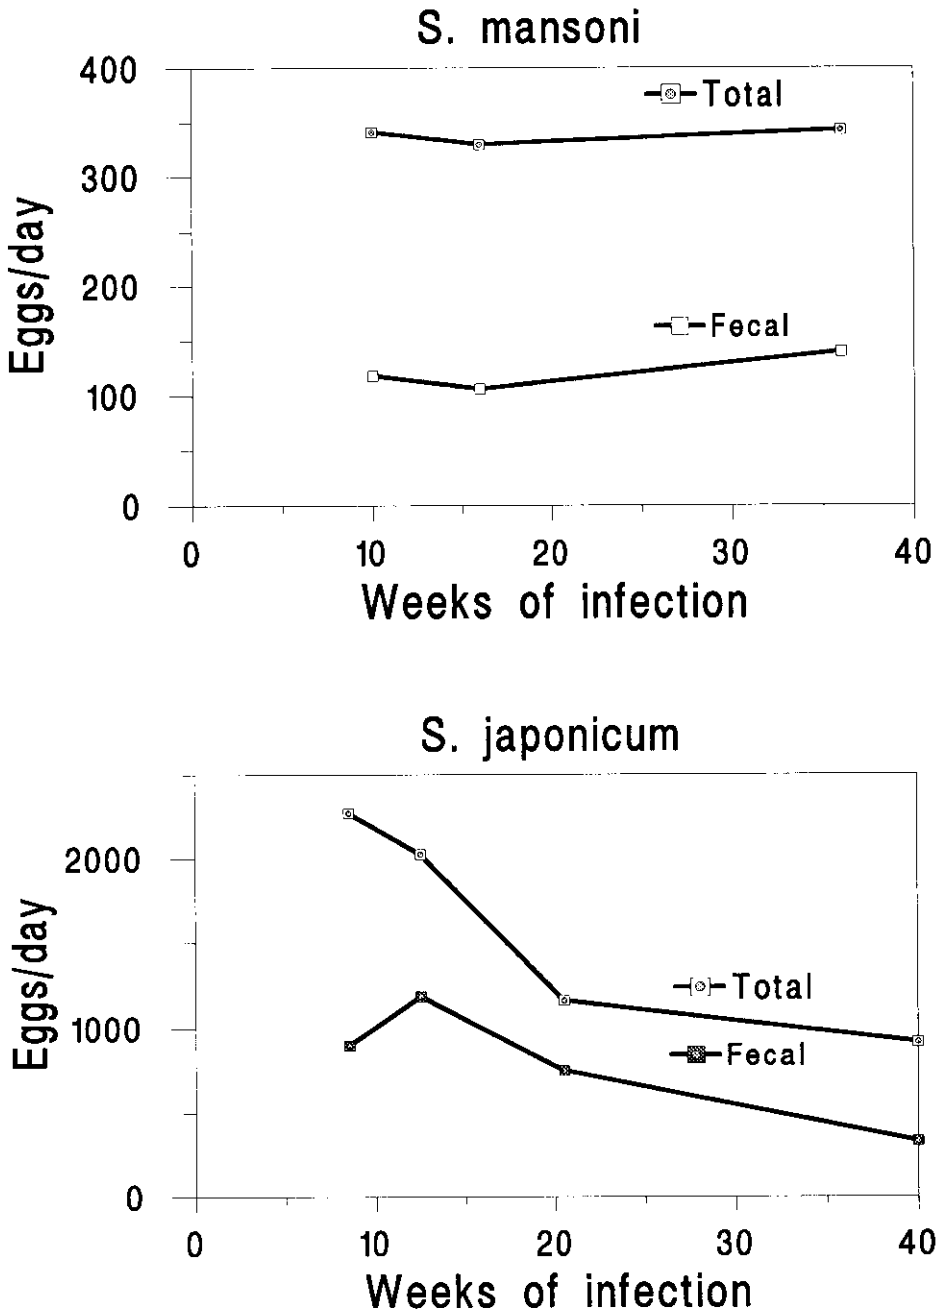 S. mansoni
400
Total
300
Eggs/day
200
Fecal
100
0
0 10 20 30 40
Weeks of infection
S. japonicum
2000
Eggs/day
Total
1000
Fecal
0
0 10 20 30 40
Weeks of infection